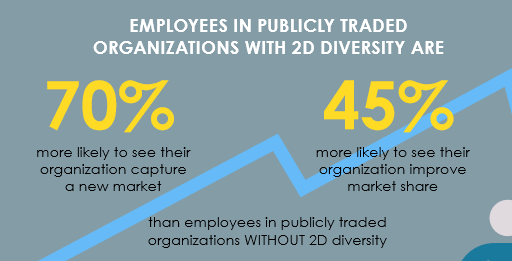 EMPLOYEES IN PUBLICLY TRADED
ORGANIZATIONS WITH 2D DIVERSITY ARE
70%
more likely to see their
organization capture
a new market
45%
more likely to see their
organization improve
market share
than employees in publicly traded
organizations WITHOUT 2D diversity